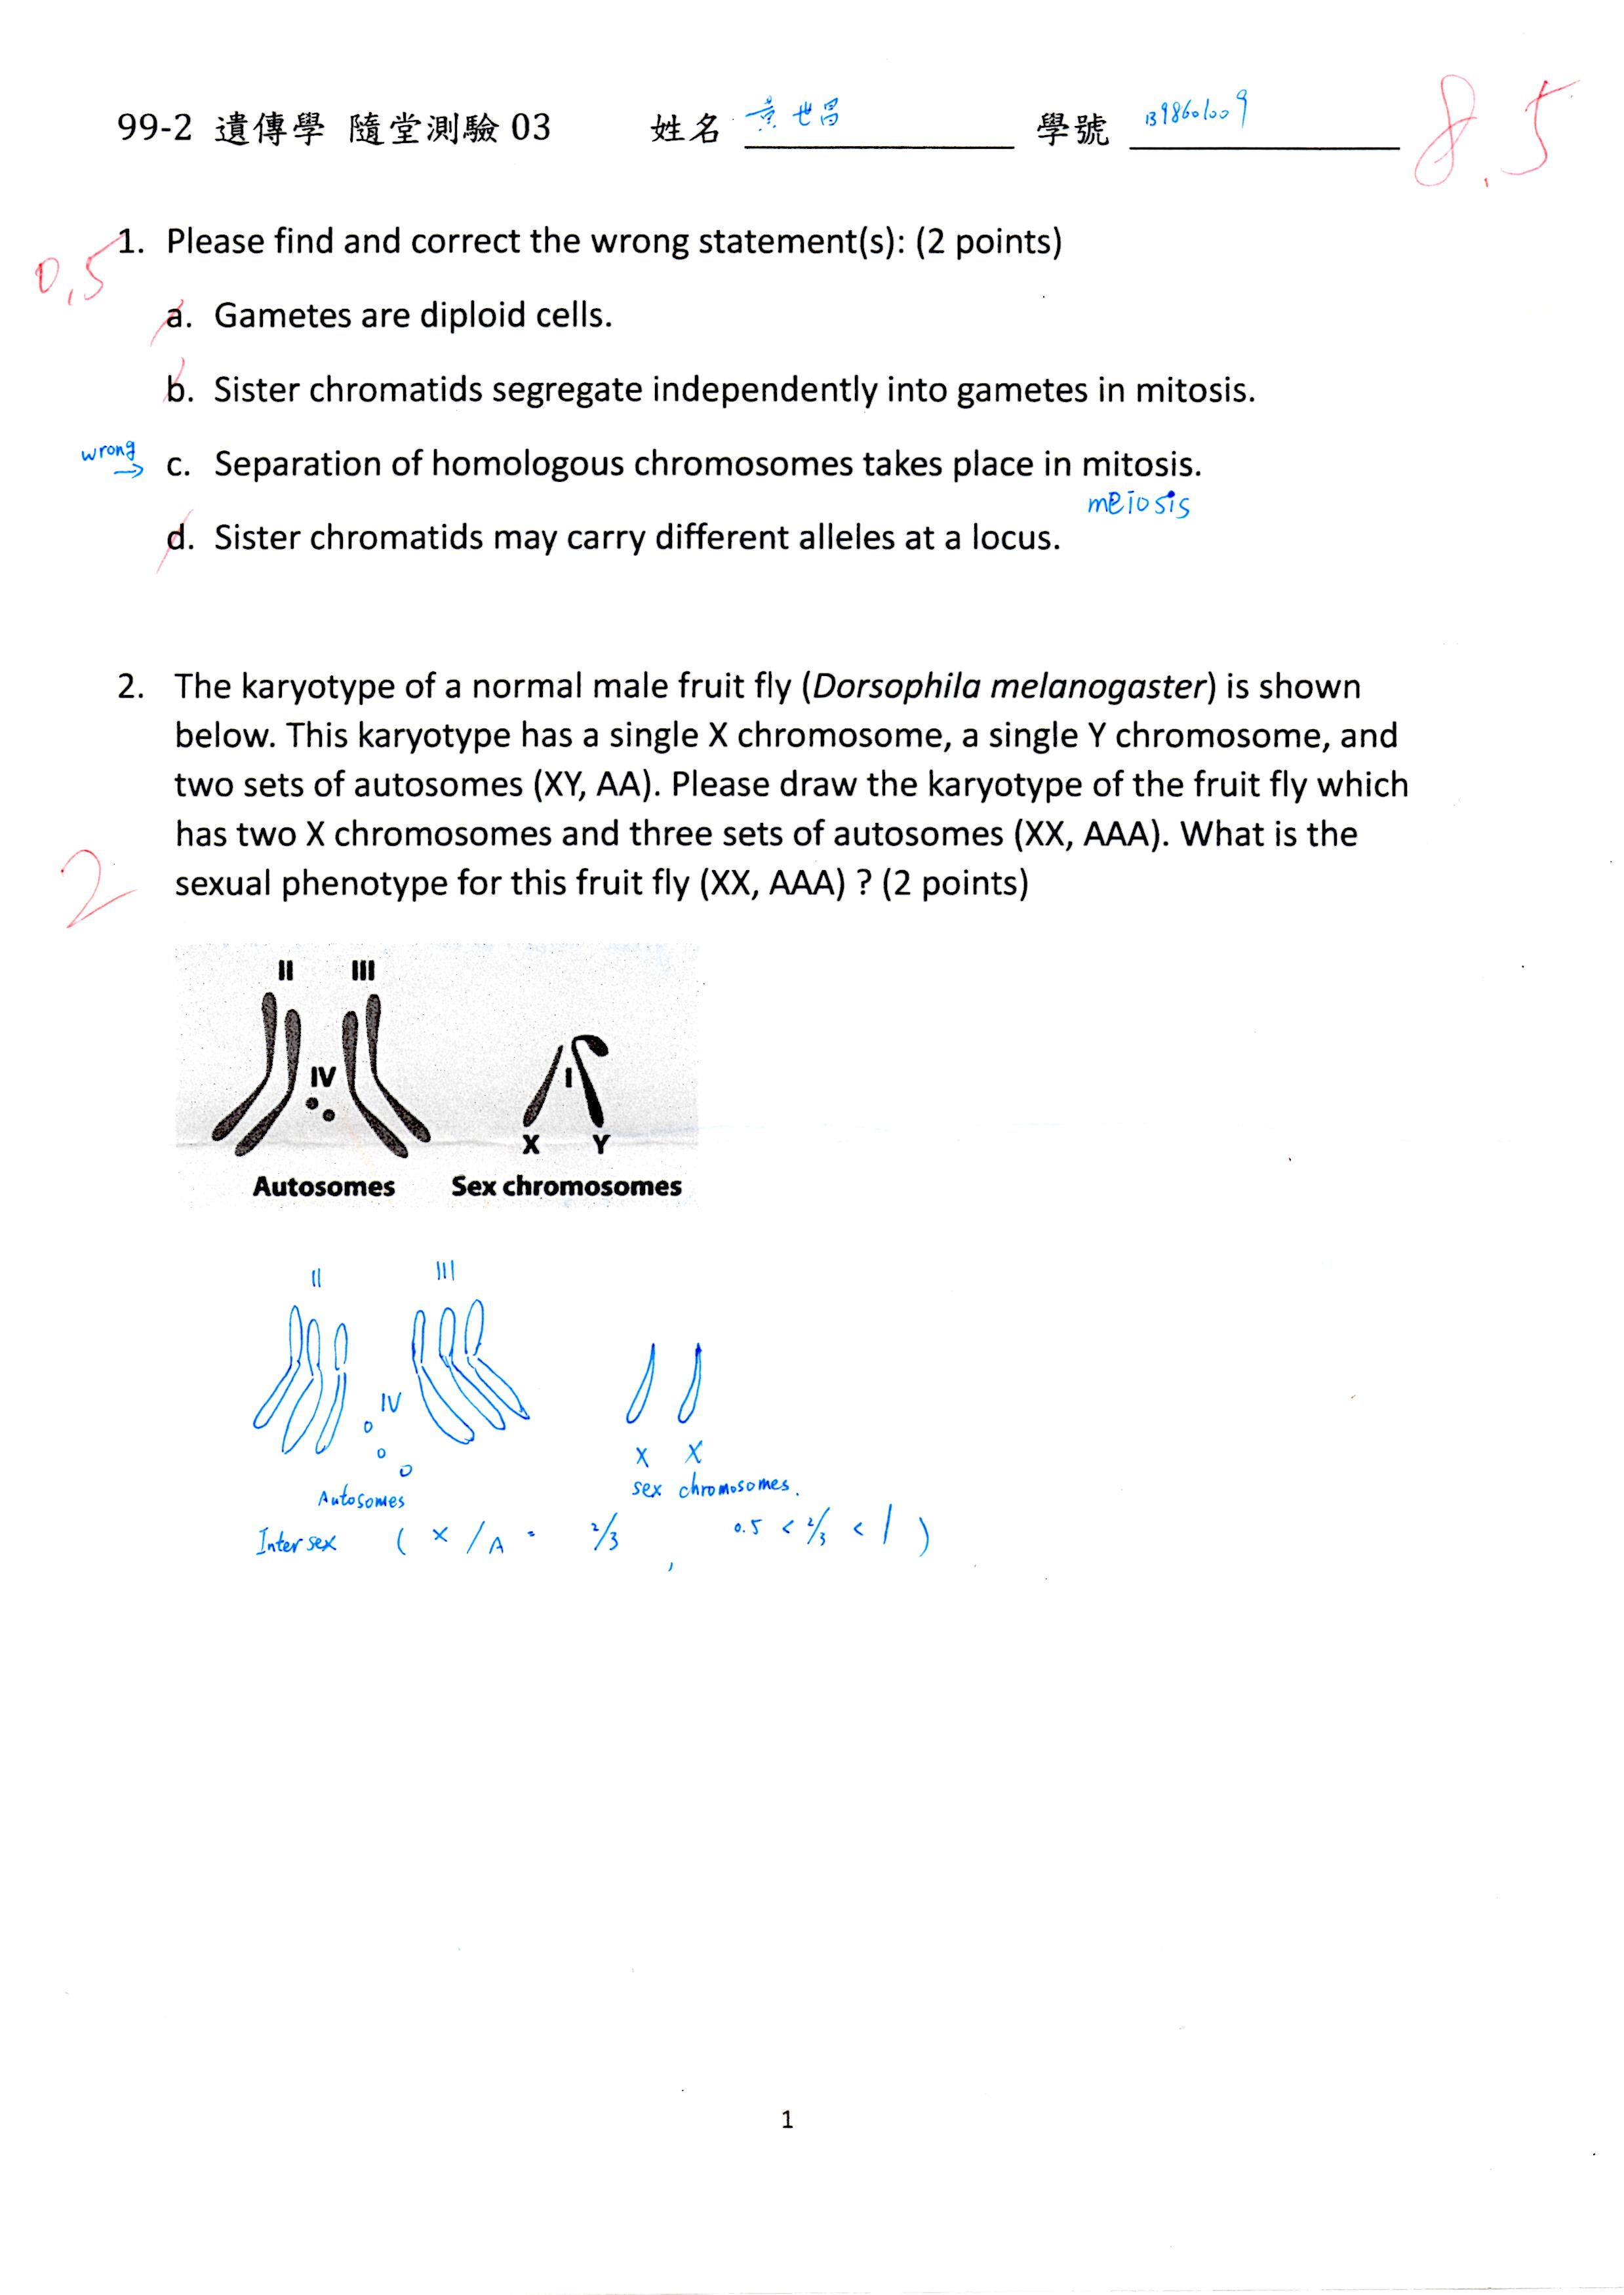 99-2 遺傳學 隨堂測驗 03 姓名 世昌 學號 B98601009
8.5
0.5
1. Please find and correct the wrong statement(s): (2 points)
a. Gametes are diploid cells.
b. Sister chromatids segregate independently into gametes in mitosis.
wrong → c. Separation of homologous chromosomes takes place in mitosis.
meiosis
d. Sister chromatids may carry different alleles at a locus.
2. The karyotype of a normal male fruit fly (Dorsophila melanogaster) is shown
below. This karyotype has a single X chromosome, a single Y chromosome, and
two sets of autosomes (XY, AA). Please draw the karyotype of the fruit fly which
has two X chromosomes and three sets of autosomes (XX, AAA). What is the
2
sexual phenotype for this fruit fly (XX, AAA) ? (2 points)
II III
IV I
X Y
Autosomes Sex chromosomes
II III
IV
X X
Autosomes sex chromosomes.
Intersex ( X/A = 2/3 , 0.5 < 2/3 < 1 )
1